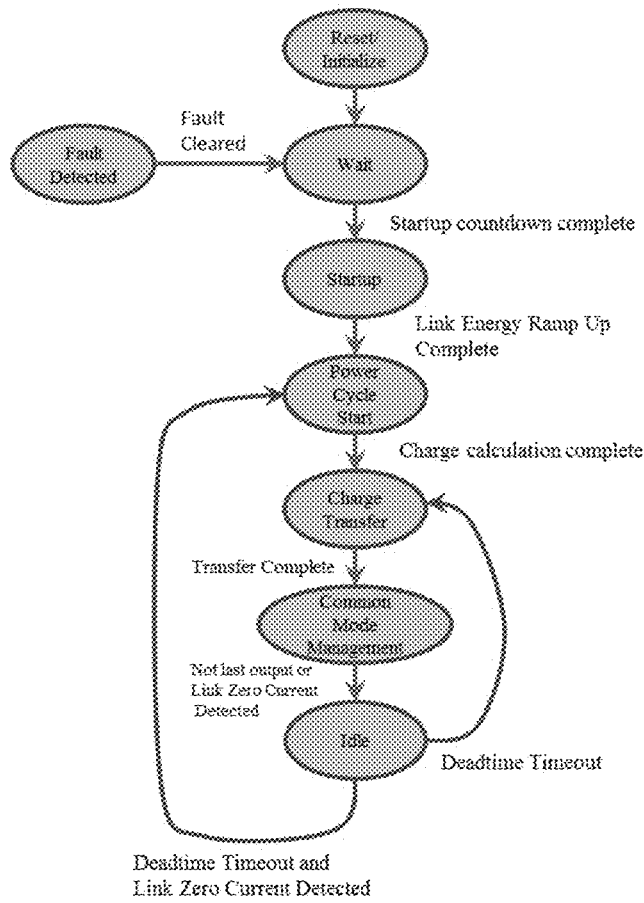 Reset:
Initialize
Fault
Cleared
Fault
Detected
Wait
Startup countdown complete
Startup
Link Energy Ramp Up
Complete
Power
Cycle
Start
Charge calculation complete
Charge
Transfer
Transfer Complete
Common
Mode
Management
Not last output or
Link Zero Current
Detected
Idle
Deadtime Timeout
Deadtime Timeout and
Link Zero Current Detected